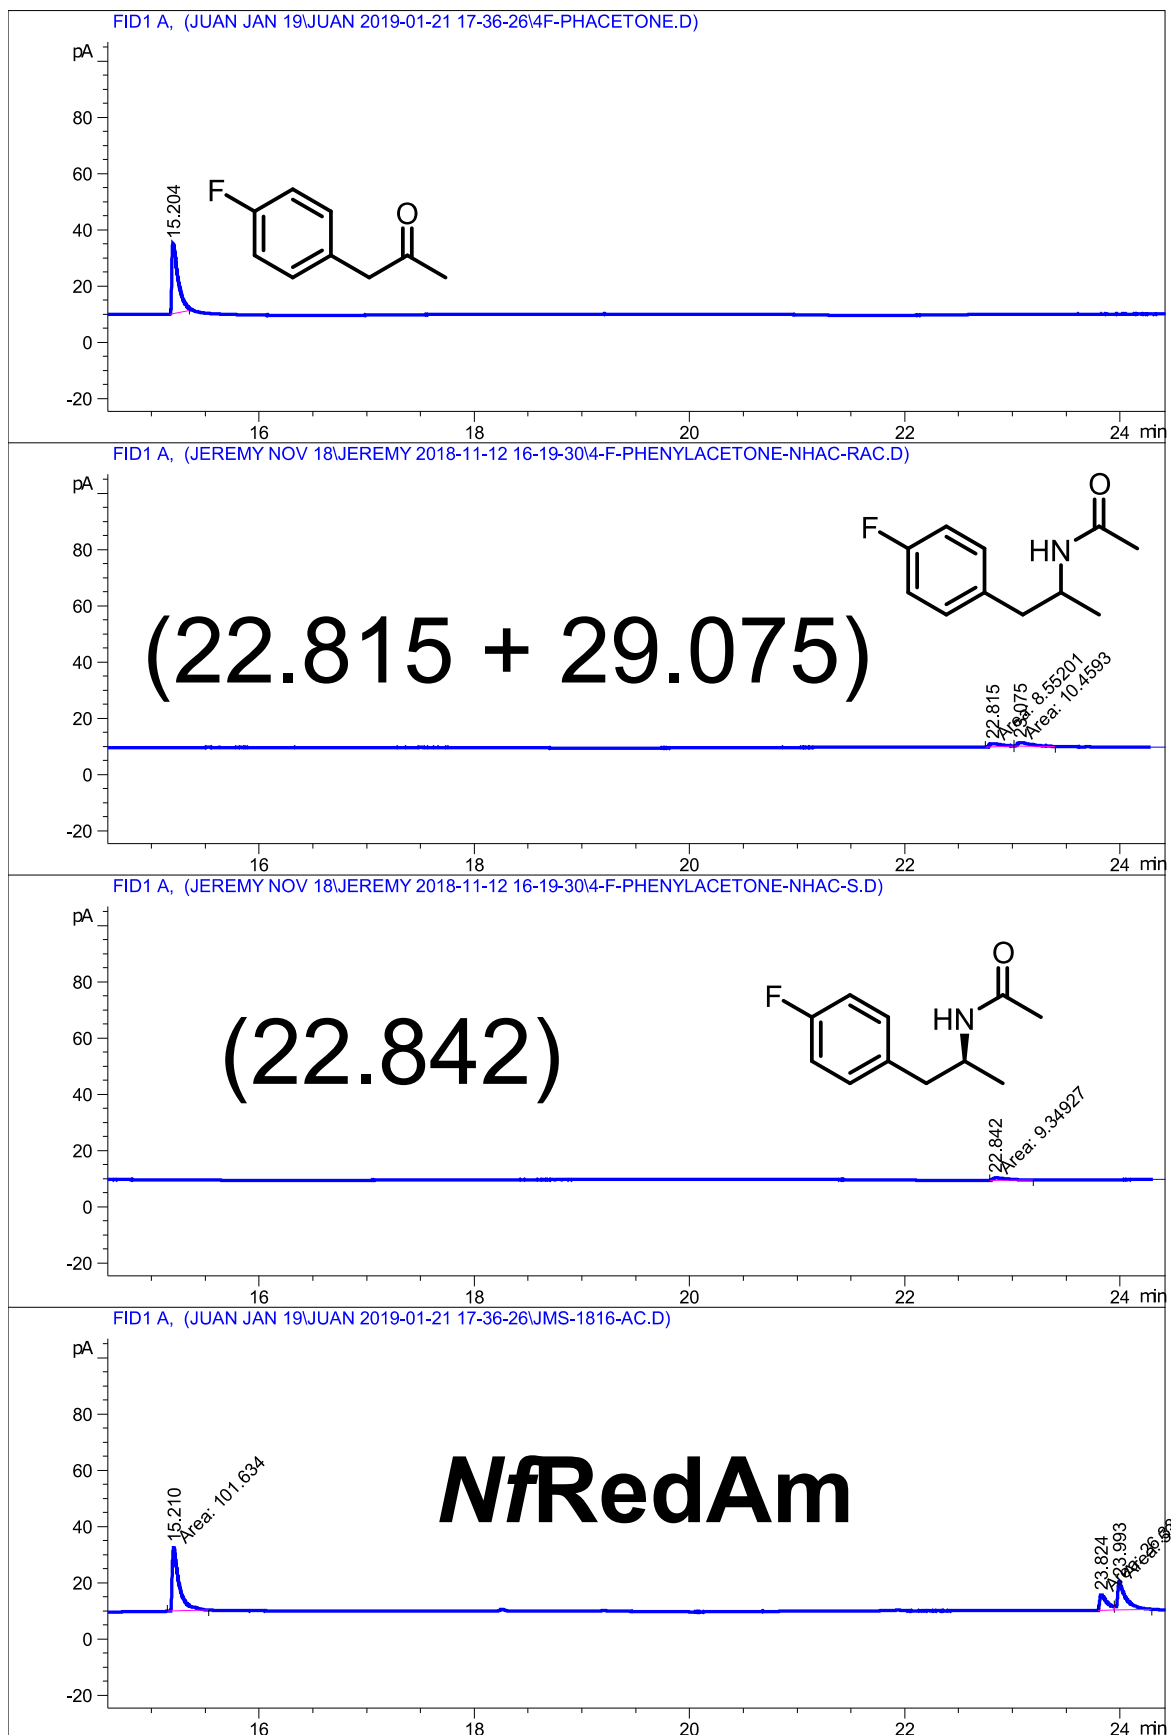 FID1 A, (JUAN JAN 19\JUAN 2019-01-21 17-36-26\4F-PHACETONE.D)
pA
80
60
40
20
0
-20
15.204
F
O
16 18 20 22 24 min
FID1 A, (JEREMY NOV 18\JEREMY 2018-11-12 16-19-30\4-F-PHENYLACETONE-NHAC-RAC.D)
pA
80
60
40
20
0
-20
F
HN
O
(22.815 + 29.075)
22.815
Area: 8.55201
23.075
Area: 10.4593
16 18 20 22 24 min
FID1 A, (JEREMY NOV 18\JEREMY 2018-11-12 16-19-30\4-F-PHENYLACETONE-NHAC-S.D)
pA
80
60
40
20
0
-20
F
HN
O
(22.842)
22.842
Area: 9.34927
16 18 20 22 24 min
FID1 A, (JUAN JAN 19\JUAN 2019-01-21 17-36-26\JMS-1816-AC.D)
pA
80
60
40
20
0
-20
15.210
Area: 101.634
NfRedAm
23.824
23.993
16 18 20 22 24 min